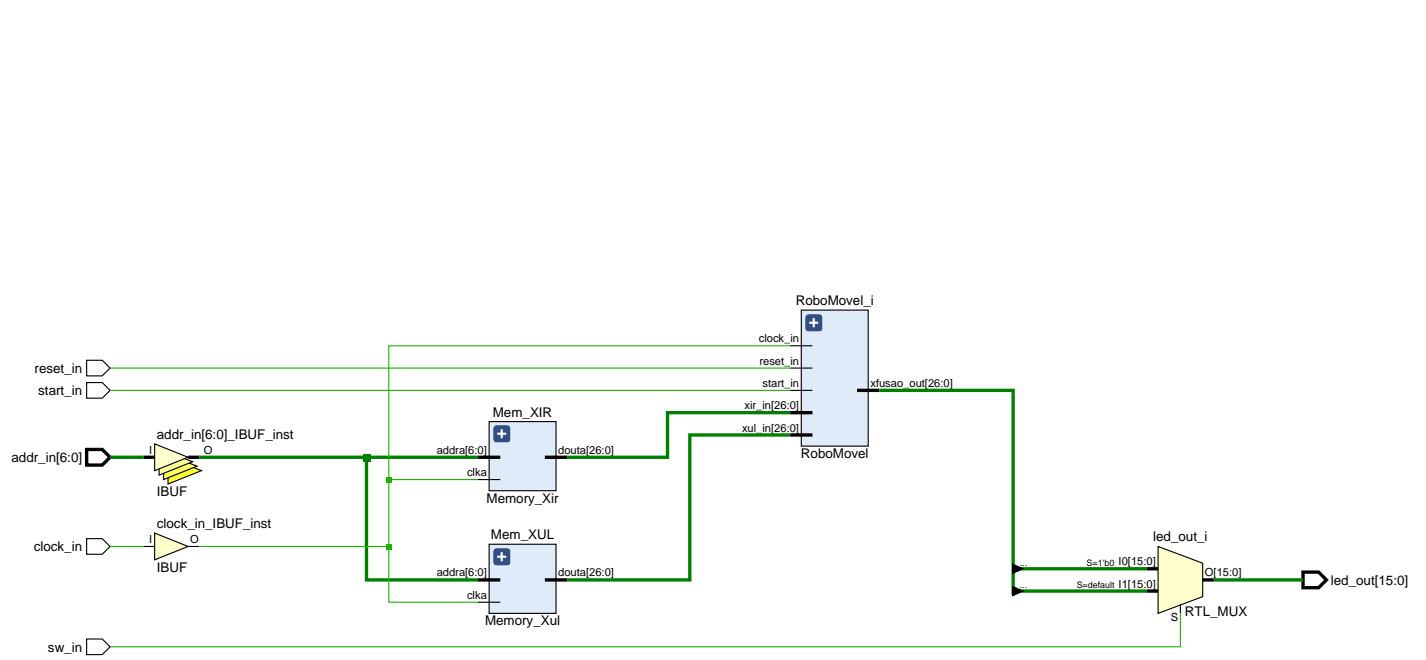 RoboMovel_i
clock_in
reset_in
start_in
xir_in[26:0]
xul_in[26:0]
xfusao_out[26:0]
RoboMovel
reset_in
start_in
addr_in[6:0]
addr_in[6:0]_IBUF_inst
I
O
IBUF
Mem_XIR
addra[6:0]
clka
douta[26:0]
Memory_Xir
clock_in
clock_in_IBUF_inst
I
O
IBUF
Mem_XUL
addra[6:0]
clka
douta[26:0]
Memory_Xul
sw_in
led_out_i
... S=1'b0 I0[15:0]
... S=default I1[15:0]
O[15:0]
S
RTL_MUX
led_out[15:0]